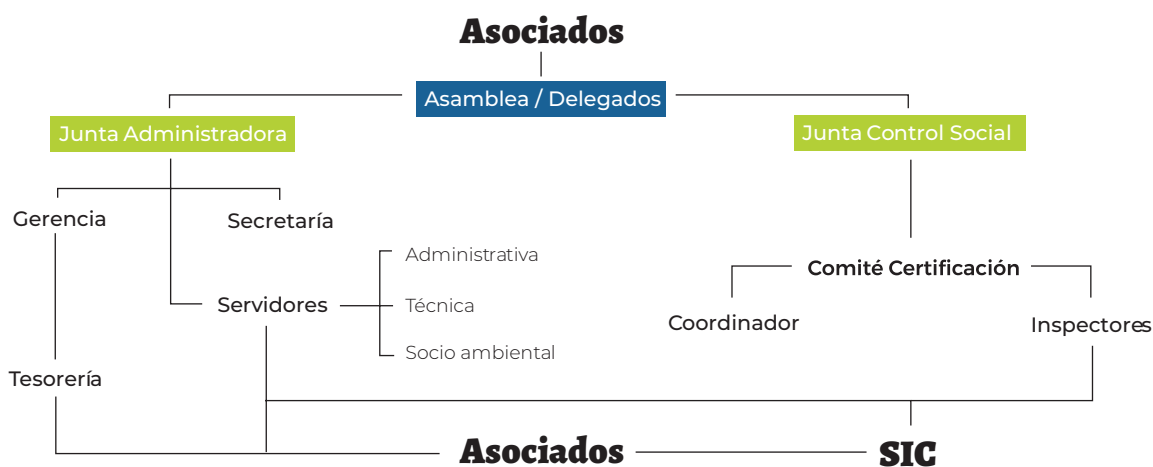 Asociados
Asamblea / Delegados
Junta Administradora
Junta Control Social
Gerencia
Secretaría
Administrativa
Comité Certificación
Servidores
Técnica
Coordinador
Inspectores
Socio ambiental
Tesorería
Asociados
SIC